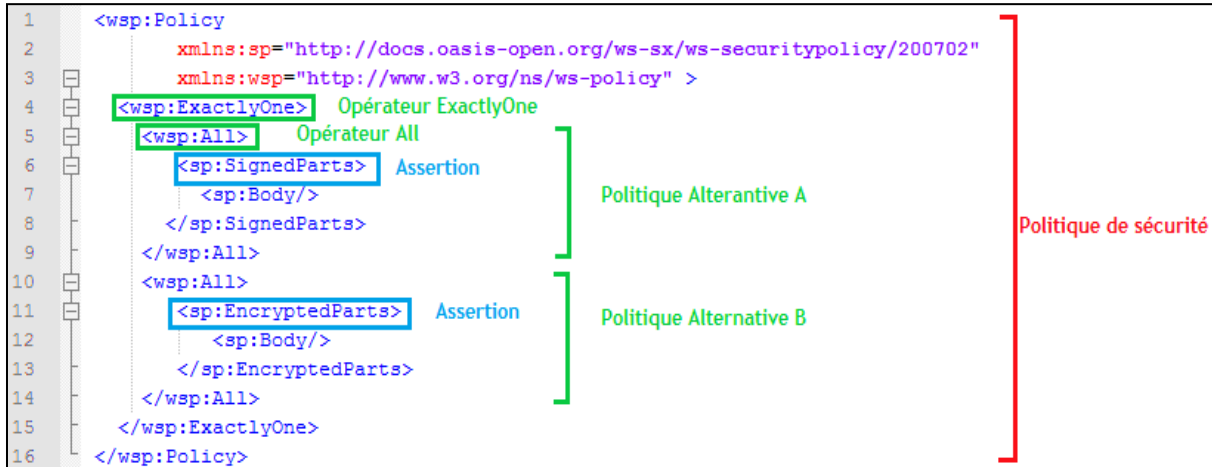 1 <wsp:Policy
2 xmlns:sp="http://docs.oasis-open.org/ws-sx/ws-securitypolicy/200702"
3 xmlns:wsp="http://www.w3.org/ns/ws-policy" >
4 <wsp:ExactlyOne> Opérateur ExactlyOne
5 <wsp:All> Opérateur All
6 <sp:SignedParts> Assertion
7 <sp:Body/> Politique Alterantive A
8 </sp:SignedParts> Politique de sécurité
9 </wsp:All>
10 <wsp:All>
11 <sp:EncryptedParts> Assertion Politique Alternative B
12 <sp:Body/>
13 </sp:EncryptedParts>
14 </wsp:All>
15 </wsp:ExactlyOne>
16 </wsp:Policy>